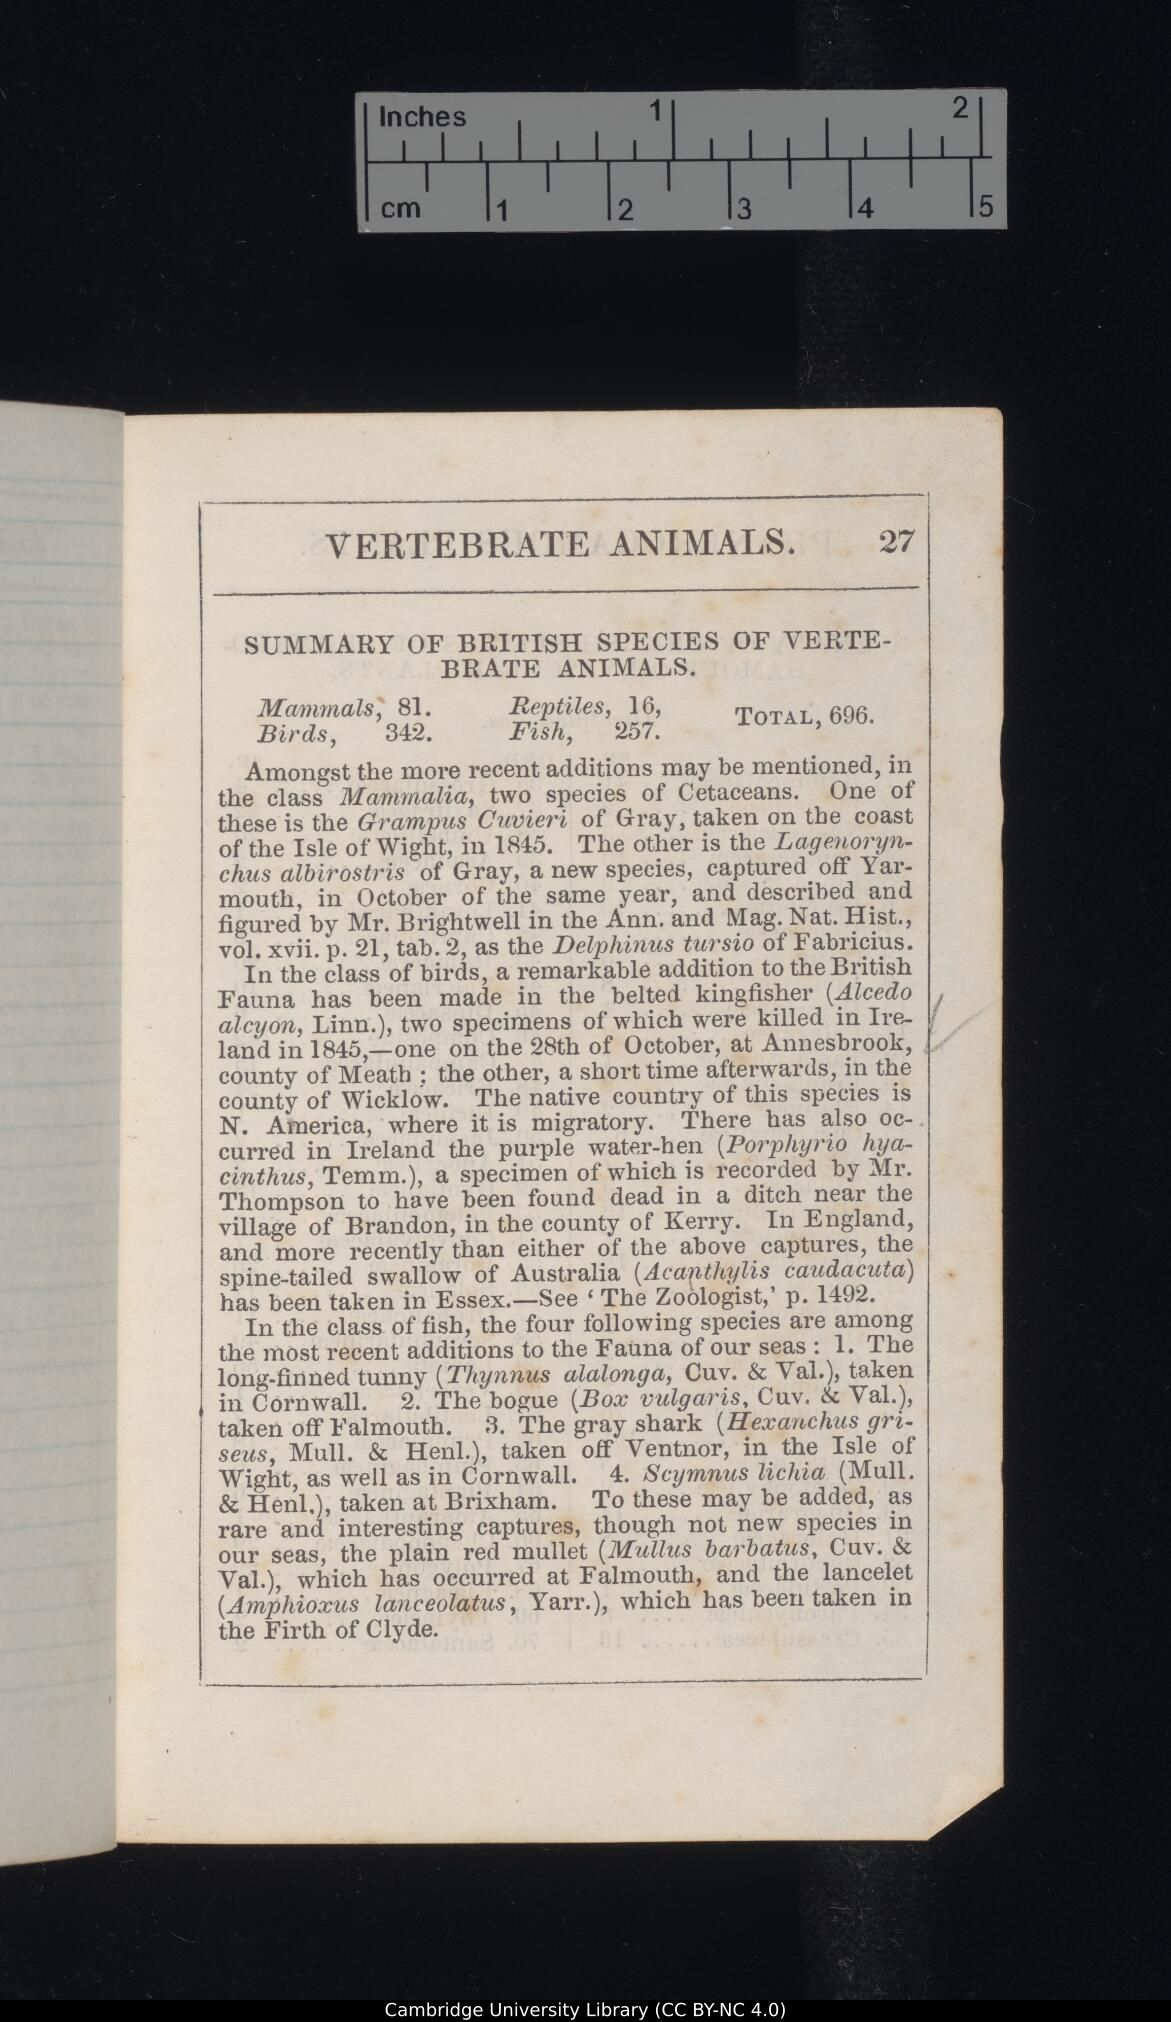 Inches 1 2
cm 1 2 3 4 5
VERTEBRATE ANIMALS. 27
SUMMARY OF BRITISH SPECIES OF VERTE-
BRATE ANIMALS.
Mammals, 81. Reptiles, 16, TOTAL, 696.
Birds, 342. Fish, 257.
Amongst the more recent additions may be mentioned, in
the class Mammalia, two species of Cetaceans. One of
these is the Grampus Cuvieri of Gray, taken on the coast
of the Isle of Wight, in 1845. The other is the Lagenoryn-
chus albirostris of Gray, a new species, captured off Yar-
mouth, in October of the same year, and described and
figured by Mr. Brightwell in the Ann. and Mag. Nat. Hist.,
vol. xvii. p. 21, tab. 2, as the Delphinus tursio of Fabricius.
In the class of birds, a remarkable addition to the British
Fauna has been made in the belted kingfisher (Alcedo
alcyon, Linn.), two specimens of which were killed in Ire-
land in 1845,—one on the 28th of October, at Annesbrook,
county of Meath; the other, a short time afterwards, in the
county of Wicklow. The native country of this species is
N. America, where it is migratory. There has also oc-
curred in Ireland the purple water-hen (Porphyrio hya-
cinthus, Temm.), a specimen of which is recorded by Mr.
Thompson to have been found dead in a ditch near the
village of Brandon, in the county of Kerry. In England,
and more recently than either of the above captures, the
spine-tailed swallow of Australia (Acanthylis caudacuta)
has been taken in Essex.—See ‘The Zoologist,’ p. 1492.
In the class of fish, the four following species are among
the most recent additions to the Fauna of our seas: 1. The
long-finned tunny (Thynnus alalonga, Cuv. & Val.), taken
in Cornwall. 2. The bogue (Box vulgaris, Cuv. & Val.),
taken off Falmouth. 3. The gray shark (Hexanchus gri-
seus, Mull. & Henl.), taken off Ventnor, in the Isle of
Wight, as well as in Cornwall. 4. Scymnus lichia (Mull.
& Henl.), taken at Brixham. To these may be added, as
rare and interesting captures, though not new species in
our seas, the plain red mullet (Mullus barbatus, Cuv. &
Val.), which has occurred at Falmouth, and the lancelet
(Amphioxus lanceolatus, Yarr.), which has been taken in
the Firth of Clyde.
Cambridge University Library (CC BY-NC 4.0)